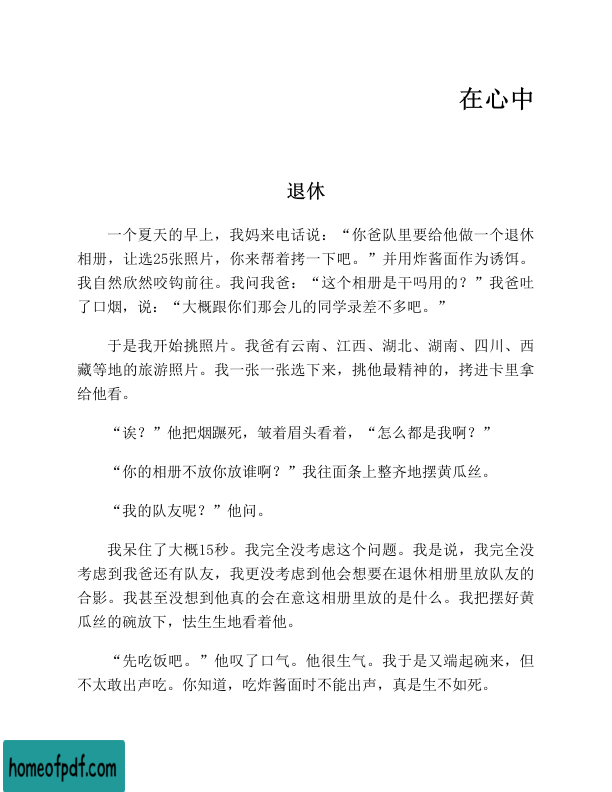 在心中
退休
一个夏天的早上，我妈来电话说：“你爸队里要给他做一个退休
相册，让选25张照片，你来帮着拷一下吧。”并用炸酱面作为诱饵。
我自然欣然咬钩前往。我问我爸：“这个相册是干吗用的？”我爸吐
了口烟，说：“大概跟你们那会儿的同学录差不多吧。”
于是我开始挑照片。我爸有云南、江西、湖北、湖南、四川、西
藏等地的旅游照片。我一张一张选下来，挑他最精神的，拷进卡里拿
给他看。
“诶？”他把烟蹍死，皱着眉头看着，“怎么都是我啊？”
“你的相册不放你放谁啊？”我往面条上整齐地摆黄瓜丝。
“我的队友呢？”他问。
我呆住了大概15秒。我完全没考虑这个问题。我是说，我完全没
考虑到我爸还有队友，我更没考虑到他会想要在退休相册里放队友的
合影。我甚至没想到他真的会在意这相册里放的是什么。我把摆好黄
瓜丝的碗放下，怯生生地看着他。
“先吃饭吧。”他叹了口气。他很生气。我于是又端起碗来，但
不太敢出声吃。你知道，吃炸酱面时不能出声，真是生不如死。
homeofpdf.com